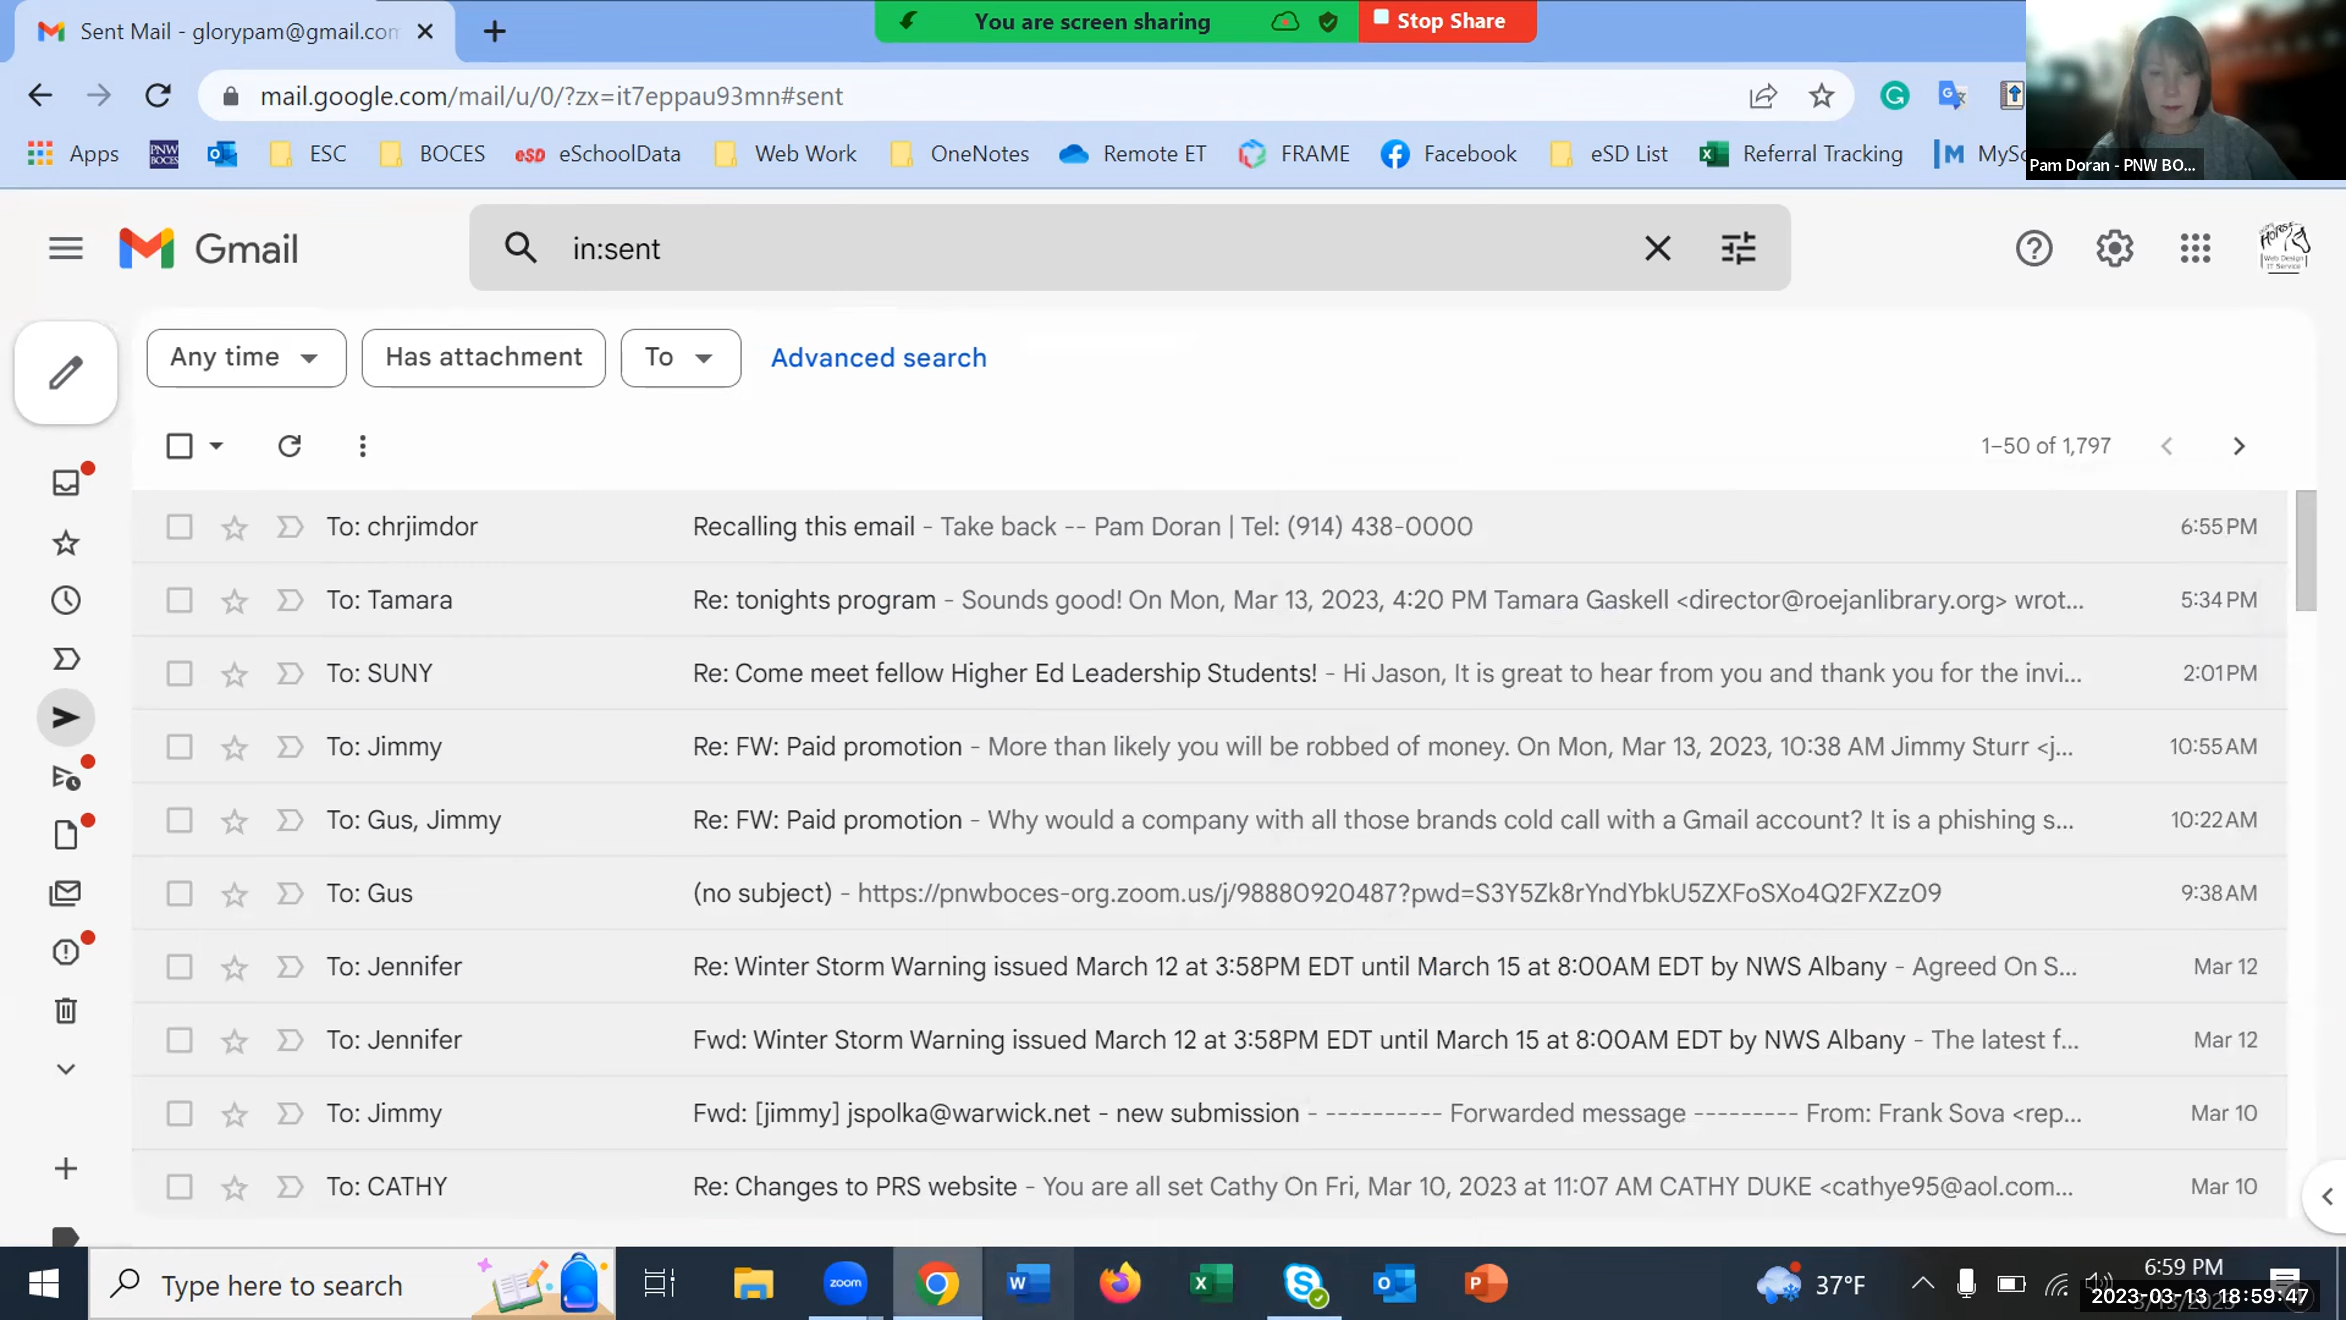 Sent Mail - glorypam@gmail.com
You are screen sharing
Stop Share
mail.google.com/mail/u/0/?zx=it7eppau93mn#sent
Apps
PNW BOCES
ESC
BOCES
eSD eSchoolData
Web Work
OneNotes
Remote ET
FRAME
Facebook
eSD List
Referral Tracking
Pam Doran - PNW BO...
Gmail
in:sent
HORSE
Web Design
IT Service
Any time
Has attachment
To
Advanced search
1–50 of 1,797
To: chrjimdor Recalling this email - Take back -- Pam Doran | Tel: (914) 438-0000 6:55 PM
To: Tamara Re: tonights program - Sounds good! On Mon, Mar 13, 2023, 4:20 PM Tamara Gaskell <director@roejanlibrary.org> wrot... 5:34 PM
To: SUNY Re: Come meet fellow Higher Ed Leadership Students! - Hi Jason, It is great to hear from you and thank you for the invi... 2:01 PM
To: Jimmy Re: FW: Paid promotion - More than likely you will be robbed of money. On Mon, Mar 13, 2023, 10:38 AM Jimmy Sturr <j... 10:55 AM
To: Gus, Jimmy Re: FW: Paid promotion - Why would a company with all those brands cold call with a Gmail account? It is a phishing s... 10:22 AM
To: Gus (no subject) - https://pnwboces-org.zoom.us/j/98880920487?pwd=S3Y5Zk8rYndYbkU5ZXFoSXo4Q2FXZz09 9:38 AM
To: Jennifer Re: Winter Storm Warning issued March 12 at 3:58PM EDT until March 15 at 8:00AM EDT by NWS Albany - Agreed On S... Mar 12
To: Jennifer Fwd: Winter Storm Warning issued March 12 at 3:58PM EDT until March 15 at 8:00AM EDT by NWS Albany - The latest f... Mar 12
To: Jimmy Fwd: [jimmy] jspolka@warwick.net - new submission - ---------- Forwarded message --------- From: Frank Sova <rep... Mar 10
To: CATHY Re: Changes to PRS website - You are all set Cathy On Fri, Mar 10, 2023 at 11:07 AM CATHY DUKE <cathye95@aol.com... Mar 10
Type here to search
zoom
37°F
6:59 PM
2023-03-13 18:59:47